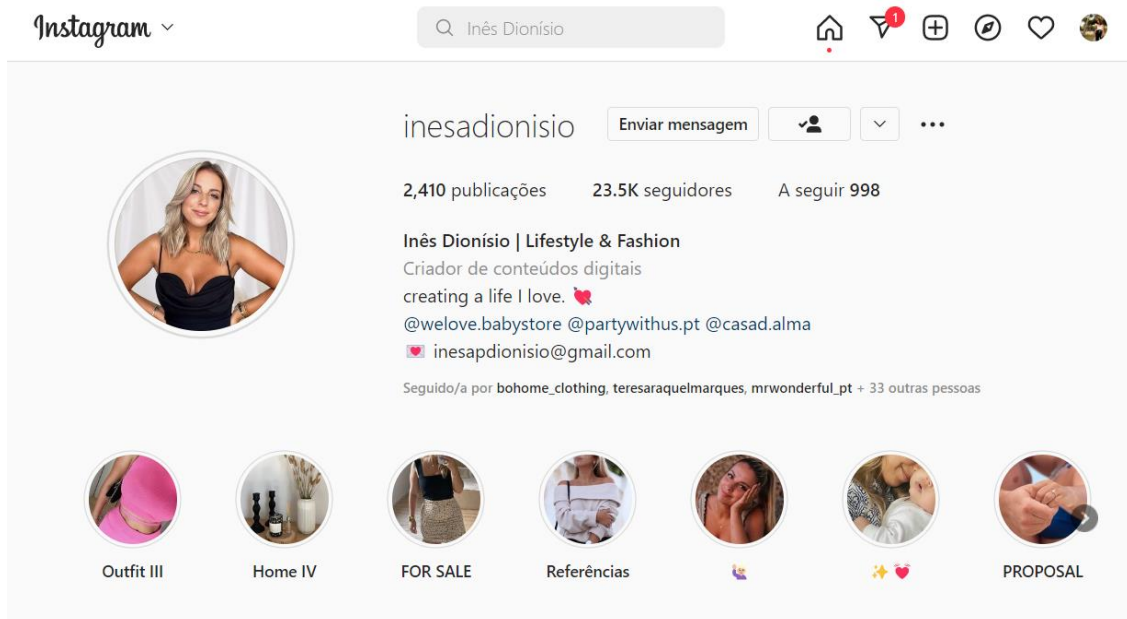 Instagram
Inês Dionísio
1
inesadionisio
Enviar mensagem
2,410 publicações 23.5K seguidores A seguir 998
Inês Dionísio | Lifestyle & Fashion
Criador de conteúdos digitais
creating a life I love. 💘
@welove.babystore @partywithus.pt @casad.alma
💌 inesapdionisio@gmail.com
Seguido/a por bohome_clothing, teresaraquelmarques, mrwonderful_pt + 33 outras pessoas
Outfit III Home IV FOR SALE Referências 🙋🏼‍♀️ ✨💓 PROPOSAL